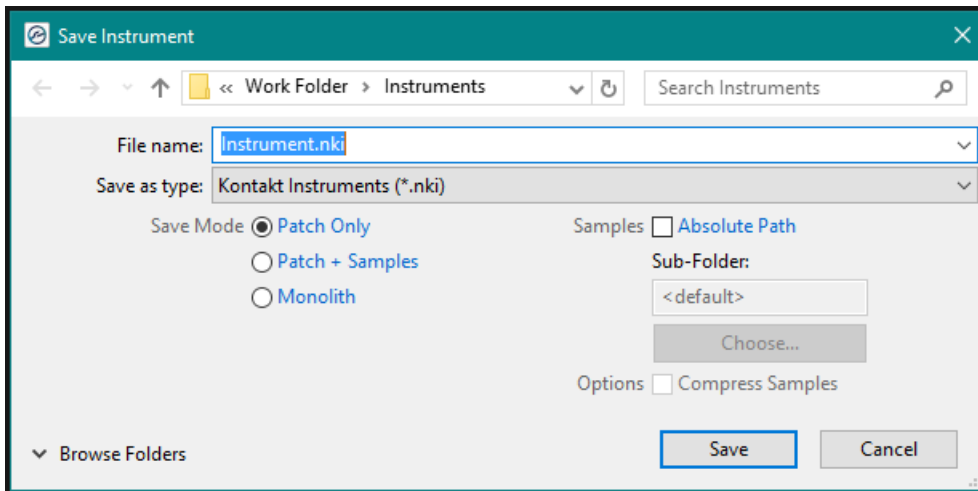 Save Instrument
« Work Folder > Instruments
Search Instruments
File name: Instrument.nki
Save as type: Kontakt Instruments (*.nki)
Save Mode Patch Only Samples Absolute Path
Patch + Samples Sub-Folder:
Monolith <default>
Choose...
Options Compress Samples
Browse Folders Save Cancel